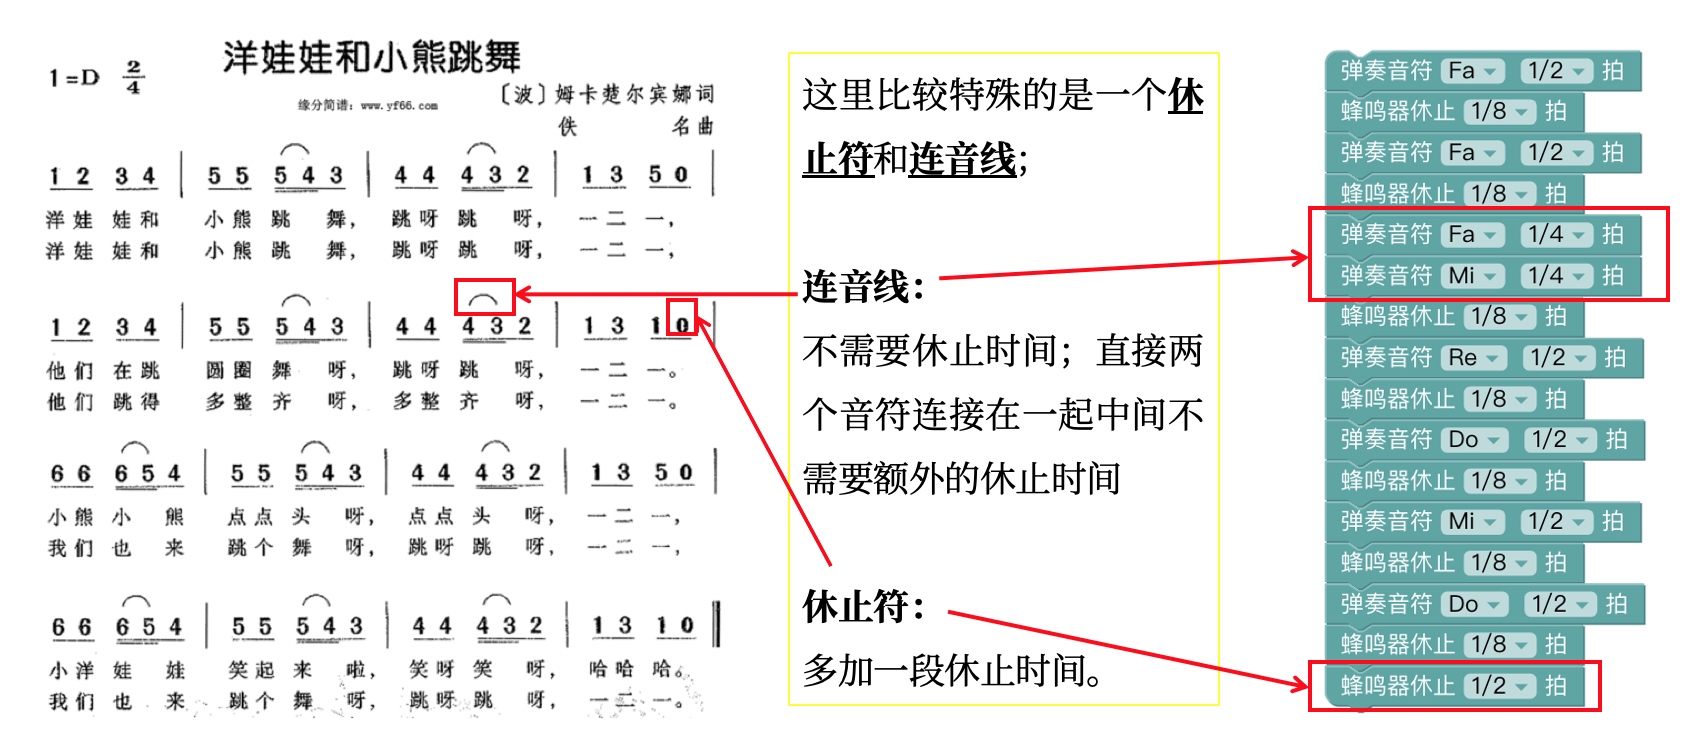 洋娃娃和小熊跳舞
1=D 2/4
〔波〕姆卡楚尔宾娜词
缘分简谱：www.yf66.com
佚 名曲
1 2 3 4 | 5 5 5 4 3 | 4 4 4 3 2 | 1 3 5 0 |
洋娃 娃和 小熊 跳 舞， 跳呀 跳 呀， 一二 一，
洋娃 娃和 小熊 跳 舞， 跳呀 跳 呀， 一二 一，
1 2 3 4 | 5 5 5 4 3 | 4 4 4 3 2 | 1 3 1 0 |
他们 在跳 圆圈 舞 呀， 跳呀 跳 呀， 一二 一。
他们 跳得 多整 齐 呀， 多整 齐 呀， 一二 一。
6 6 6 5 4 | 5 5 5 4 3 | 4 4 4 3 2 | 1 3 5 0 |
小熊 小 熊 点点 头 呀， 点点 头 呀， 一二 一，
我们 也 来 跳个 舞 呀， 跳呀 跳 呀， 一二 一，
6 6 6 5 4 | 5 5 5 4 3 | 4 4 4 3 2 | 1 3 1 0 ‖
小洋 娃 娃 笑起 来 啦， 笑呀 笑 呀， 哈哈 哈。
我们 也 来 跳个 舞 呀， 跳呀 跳 呀， 一二 一。
这里比较特殊的是一个休
止符和连音线；
连音线：
不需要休止时间；直接两
个音符连接在一起中间不
需要额外的休止时间
休止符：
多加一段休止时间。
弹奏音符 Fa 1/2 拍
蜂鸣器休止 1/8 拍
弹奏音符 Fa 1/2 拍
蜂鸣器休止 1/8 拍
弹奏音符 Fa 1/4 拍
弹奏音符 Mi 1/4 拍
蜂鸣器休止 1/8 拍
弹奏音符 Re 1/2 拍
蜂鸣器休止 1/8 拍
弹奏音符 Do 1/2 拍
蜂鸣器休止 1/8 拍
弹奏音符 Mi 1/2 拍
蜂鸣器休止 1/8 拍
弹奏音符 Do 1/2 拍
蜂鸣器休止 1/8 拍
蜂鸣器休止 1/2 拍